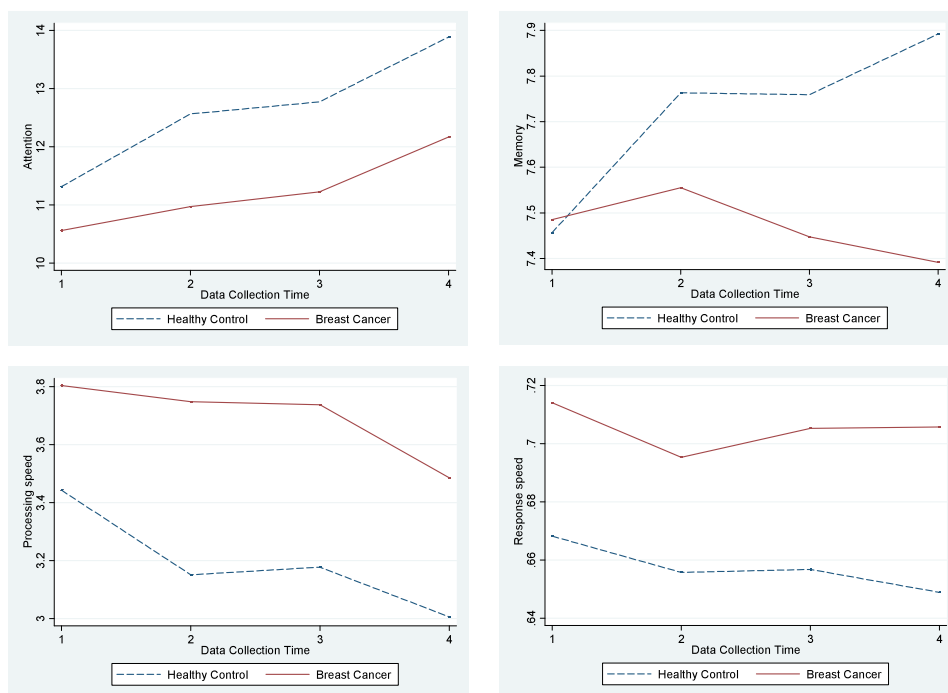 Attention
14
13
12
11
10
1 2 3 4
Data Collection Time
Healthy Control Breast Cancer
Memory
7.9
7.8
7.7
7.6
7.5
7.4
1 2 3 4
Data Collection Time
Healthy Control Breast Cancer
Processing speed
3.8
3.6
3.4
3.2
3
1 2 3 4
Data Collection Time
Healthy Control Breast Cancer
Response speed
.72
.7
.68
.66
.64
1 2 3 4
Data Collection Time
Healthy Control Breast Cancer